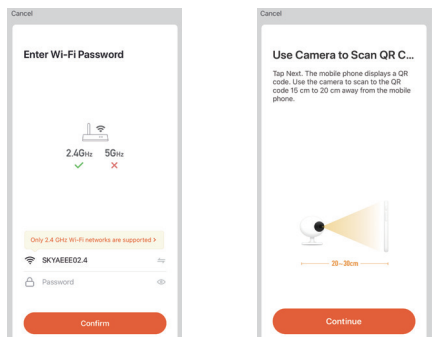 Cancel
Enter Wi-Fi Password
2.4GHz 5GHz
Only 2.4 GHz Wi-Fi networks are supported >
SKYAEEE02.4
Password
Confirm
Cancel
Use Camera to Scan QR C...
Tap Next. The mobile phone displays a QR
code. Use the camera to scan to the QR
code 15 cm to 20 cm away from the mobile
phone.
20—30cm
Continue